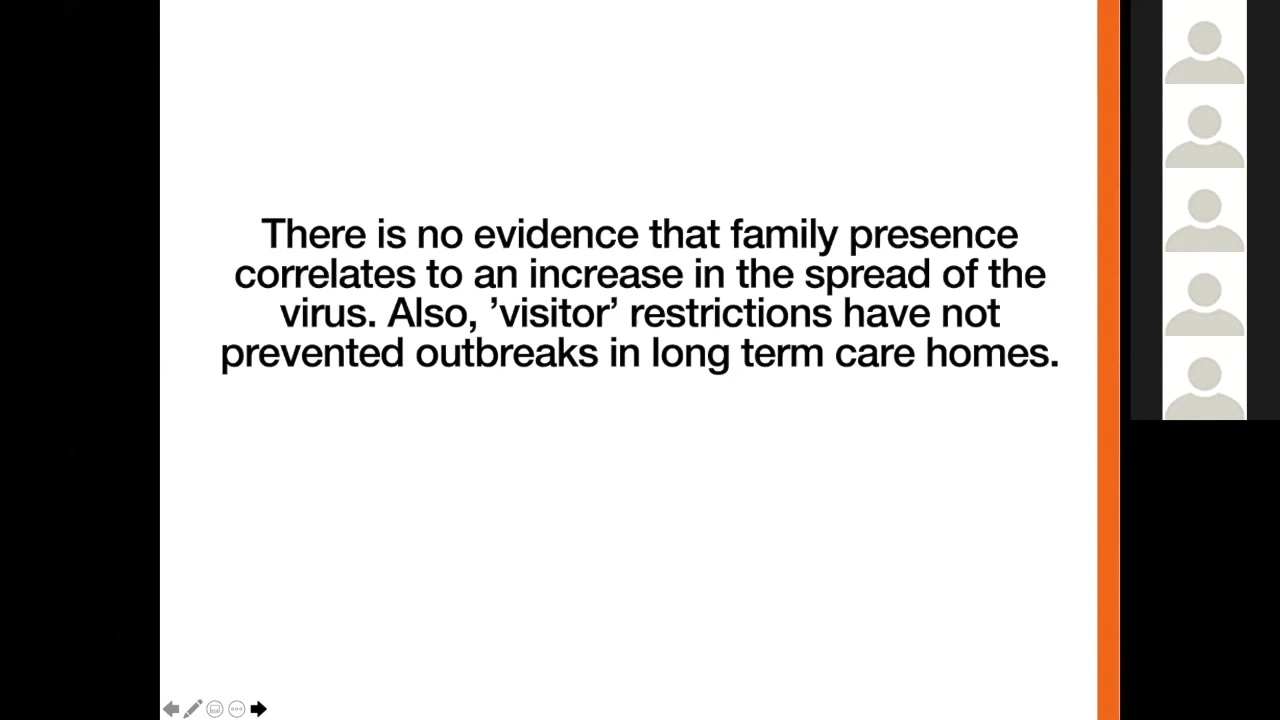 There is no evidence that family presence
correlates to an increase in the spread of the
virus. Also, ’visitor’ restrictions have not
prevented outbreaks in long term care homes.